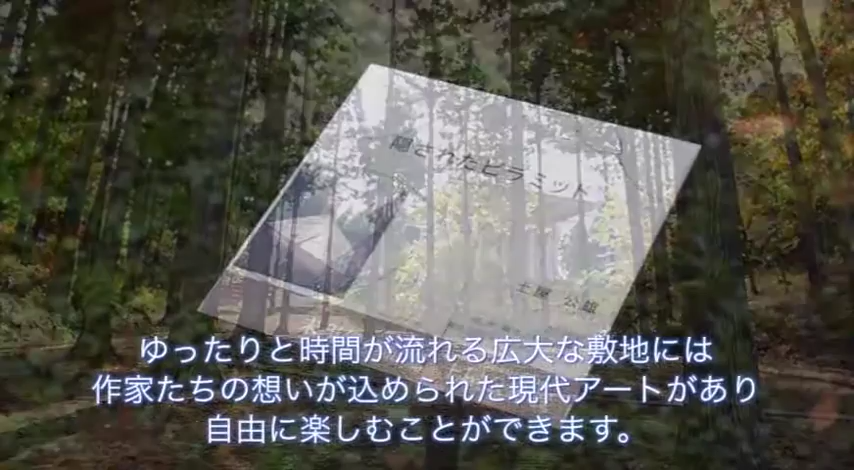 隠されたピラミッド
土屋 公雄
ゆったりと時間が流れる広大な敷地には
作家たちの想いが込められた現代アートがあり
自由に楽しむことができます。